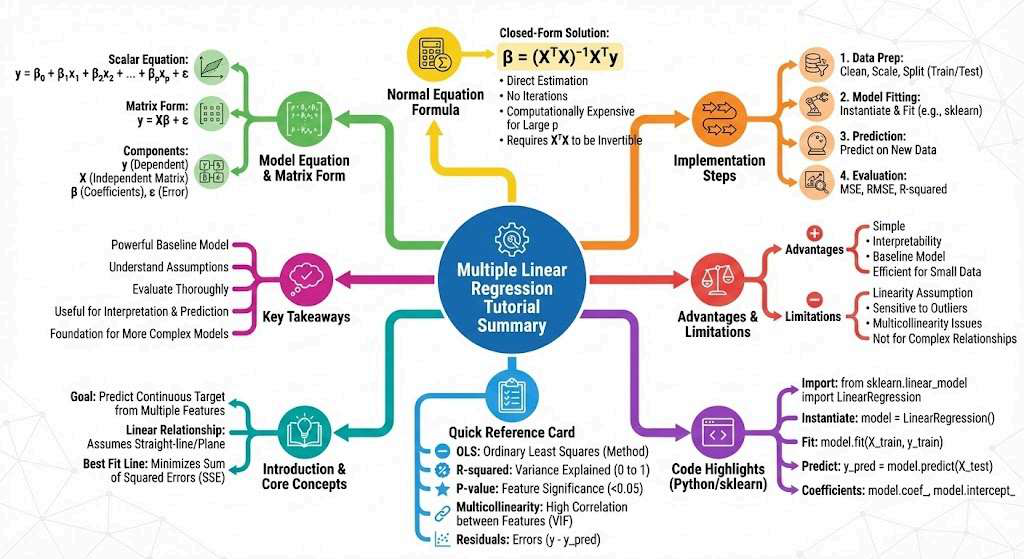 Multiple Linear
Regression
Tutorial
Summary
Scalar Equation:
y = β₀ + β₁x₁ + β₂x₂ + ... + βₚxₚ + ε
Matrix Form:
y = Xβ + ε
Components:
y (Dependent)
X (Independent Matrix)
β (Coefficients), ε (Error)
Model Equation
& Matrix Form
Normal Equation
Formula
Closed-Form Solution:
β = (XᵀX)⁻¹Xᵀy
• Direct Estimation
• No Iterations
• Computationally Expensive
for Large p
• Requires XᵀX to be Invertible
Implementation
Steps
1. Data Prep:
Clean, Scale, Split (Train/Test)
2. Model Fitting:
Instantiate & Fit (e.g., sklearn)
3. Prediction:
Predict on New Data
4. Evaluation:
MSE, RMSE, R-squared
Powerful Baseline Model
Understand Assumptions
Evaluate Thoroughly
Useful for Interpretation & Prediction
Foundation for More Complex Models
Key Takeaways
Advantages &
Limitations
Advantages
Simple
• Interpretability
• Baseline Model
Efficient for Small Data
Limitations
Linearity Assumption
• Sensitive to Outliers
• Multicollinearity Issues
Not for Complex Relationships
Goal: Predict Continuous Target
from Multiple Features
Linear Relationship:
Assumes Straight-line/Plane
Best Fit Line: Minimizes Sum
of Squared Errors (SSE)
Introduction &
Core Concepts
Quick Reference Card
OLS: Ordinary Least Squares (Method)
R-squared: Variance Explained (0 to 1)
P-value: Feature Significance (<0.05)
Multicollinearity: High Correlation
between Features (VIF)
Residuals: Errors (y - y_pred)
Code Highlights
(Python/sklearn)
Import: from sklearn.linear_model
import LinearRegression
Instantiate: model = LinearRegression()
Fit: model.fit(X_train, y_train)
Predict: y_pred = model.predict(X_test)
Coefficients: model.coef_, model.intercept_